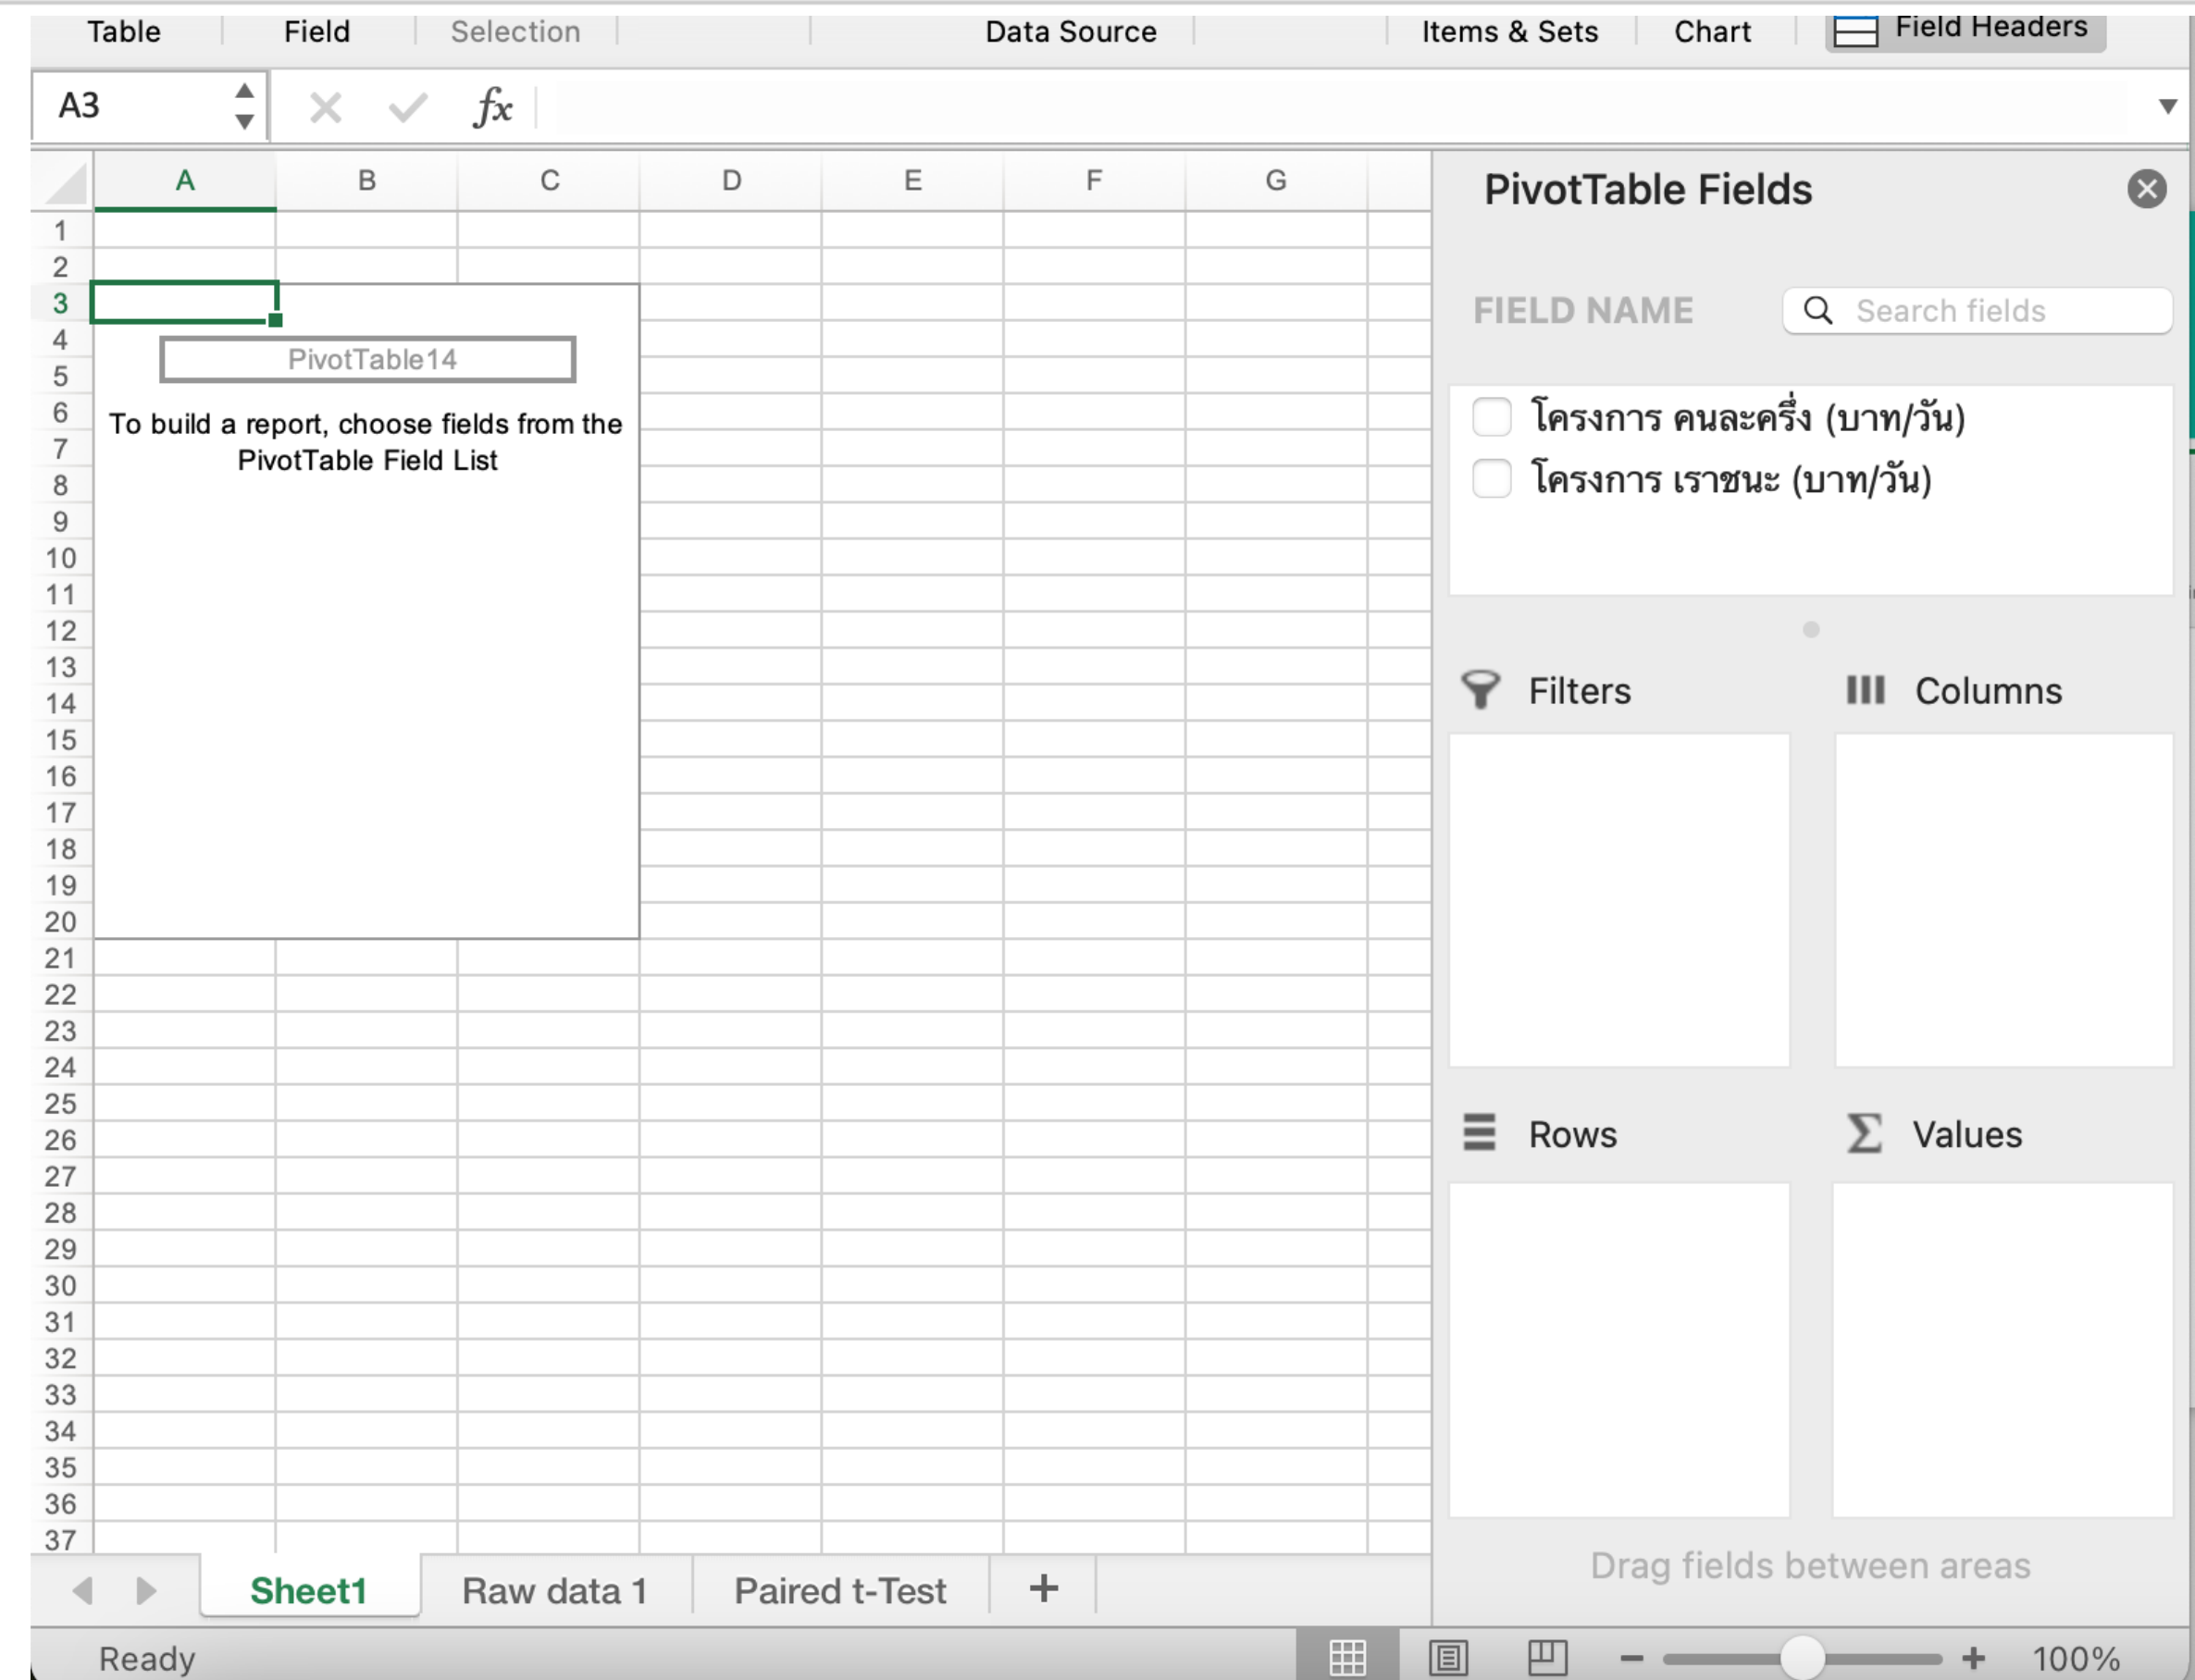 Table Field Selection Data Source Items & Sets Chart Field Headers
A3 fx
A B C D E F G
1
2
3
4
5
6
7
8
9
10
11
12
13
14
15
16
17
18
19
20
21
22
23
24
25
26
27
28
29
30
31
32
33
34
35
36
37
PivotTable14
To build a report, choose fields from the
PivotTable Field List
PivotTable Fields
FIELD NAME Search fields
โครงการ คนละครึ่ง (บาท/วัน)
โครงการ เราชนะ (บาท/วัน)
Filters Columns
Rows Values
Drag fields between areas
Sheet1 Raw data 1 Paired t-Test +
Ready 100%